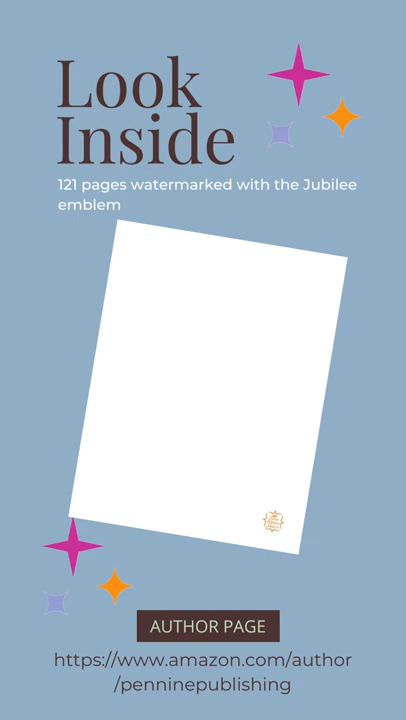 Look
Inside
121 pages watermarked with the Jubilee
emblem
AUTHOR PAGE
https://www.amazon.com/author
/penninepublishing